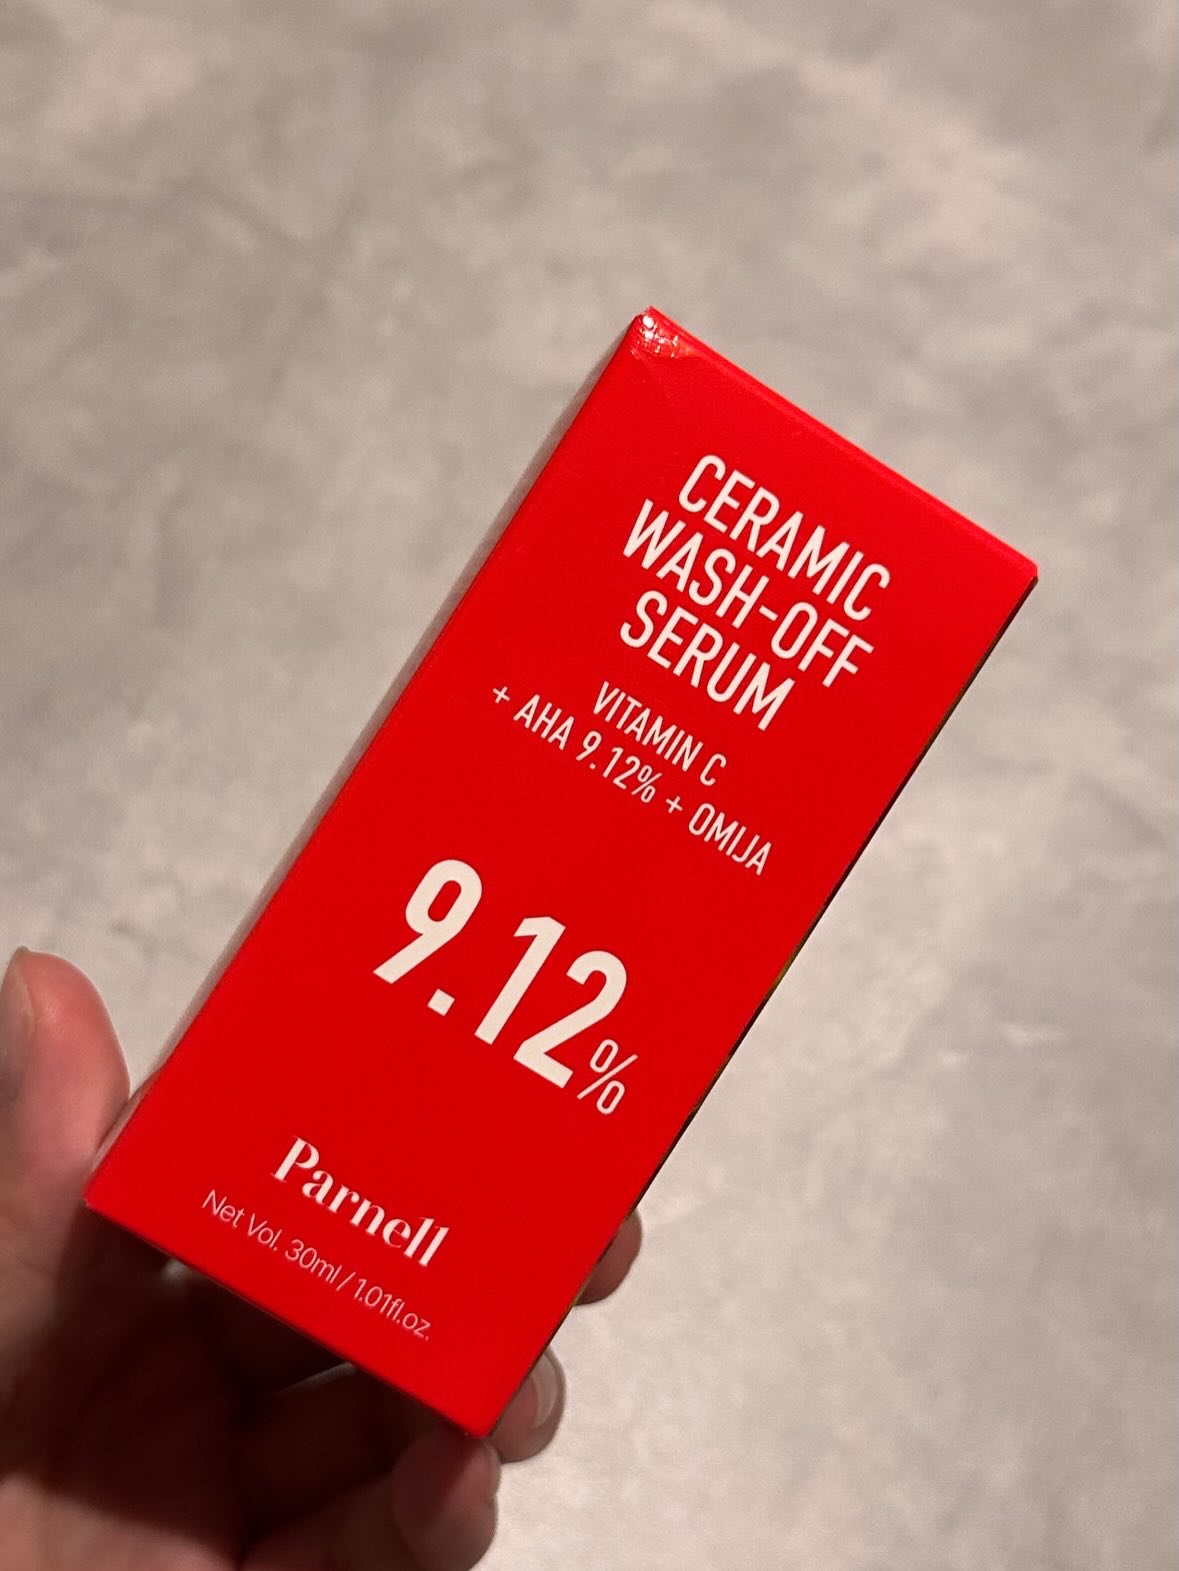 CERAMIC
WASH-OFF
SERUM
VITAMIN C
+ AHA 9.12% + OMIJA
9.12%
Parnell
Net Vol. 30ml / 1.01fl.oz.